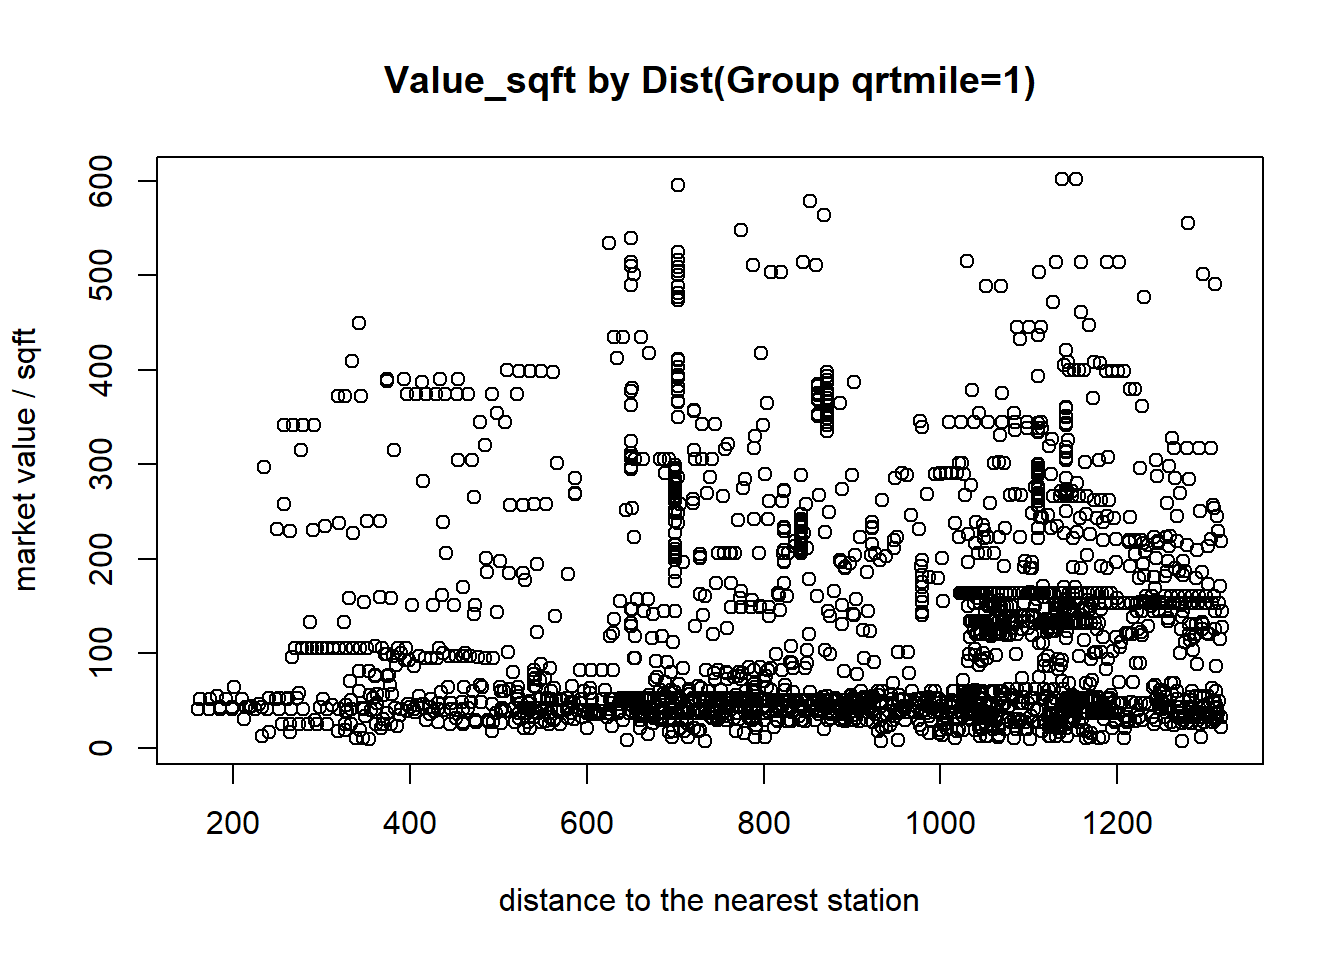 Value_sqft by Dist(Group qrtmile=1)
market value / sqft
600
500
400
300
200
100
0
200 400 600 800 1000 1200
distance to the nearest station